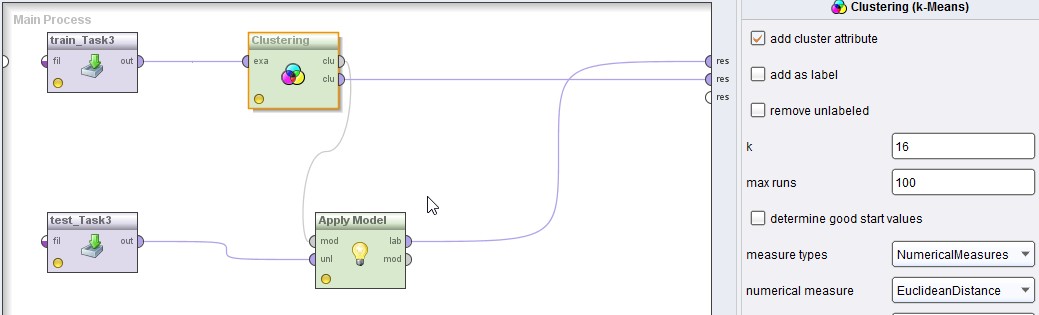 Main Process
train_Task3
fil
out
Clustering
exa
clu
clu
res
res
res
test_Task3
fil
out
Apply Model
mod
lab
unl
mod
Clustering (k-Means)
add cluster attribute
add as label
remove unlabeled
k
16
max runs
100
determine good start values
measure types
NumericalMeasures
numerical measure
EuclideanDistance